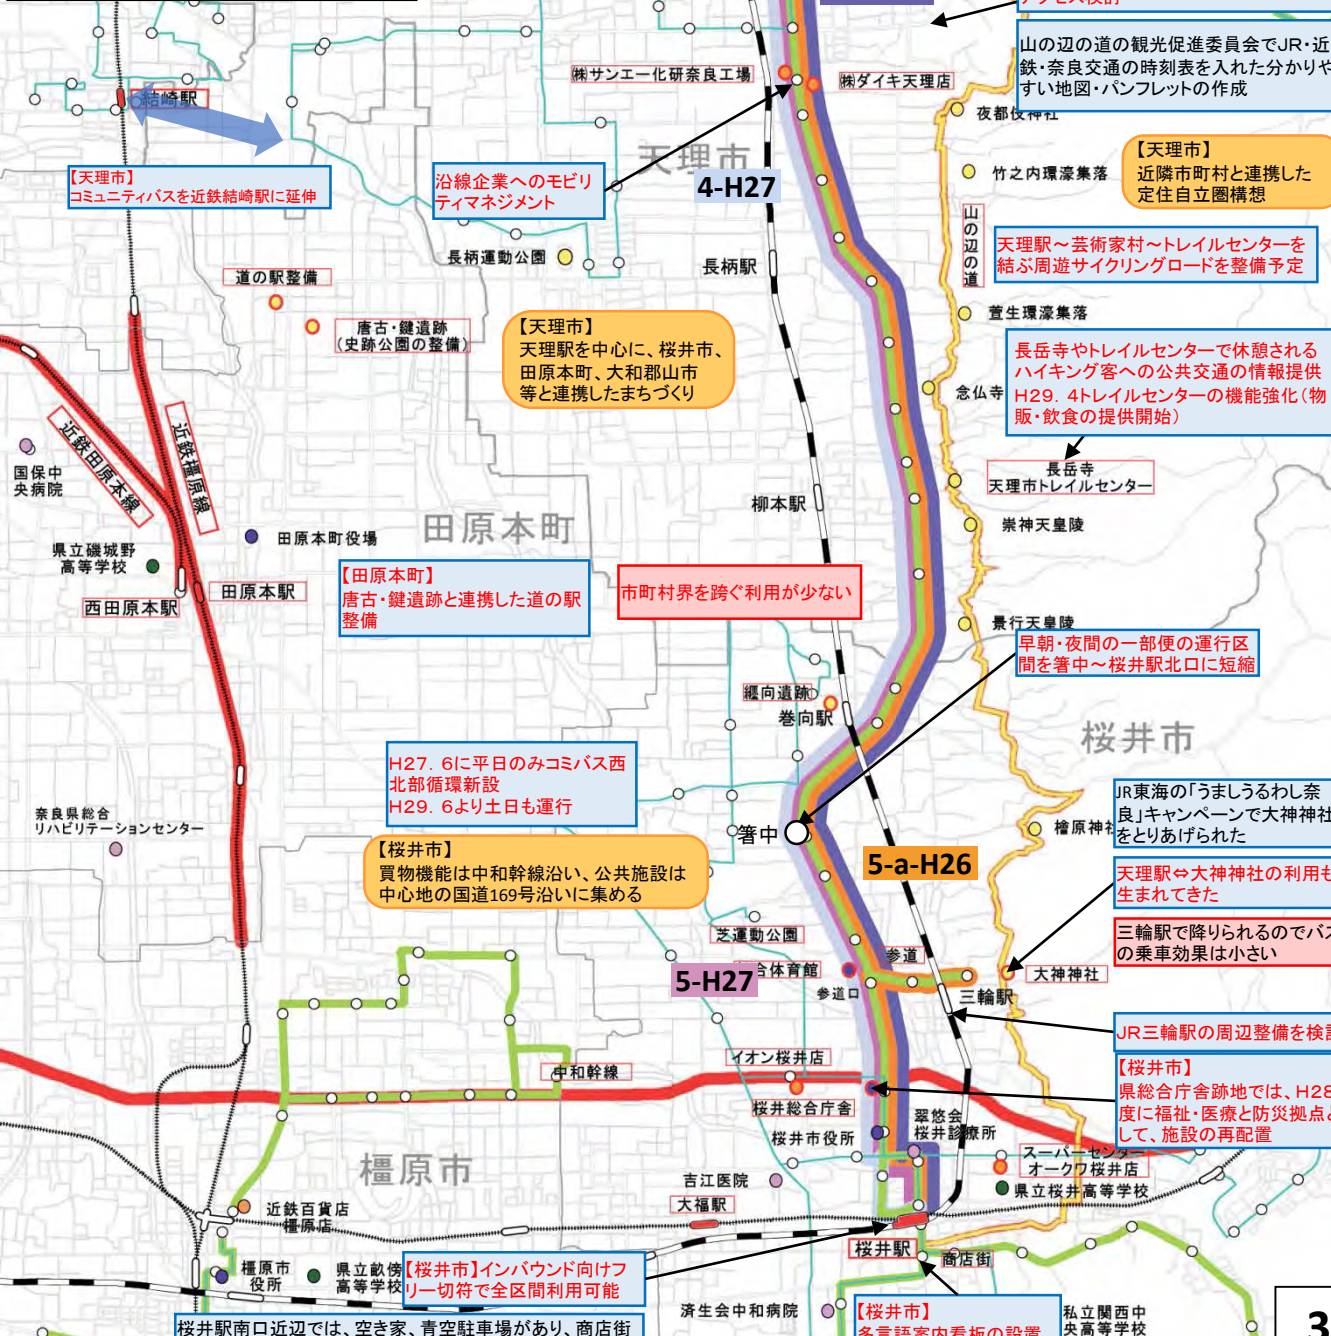 山の辺の道の観光促進委員会でJR・近
鉄・奈良交通の時刻表を入れた分かりや
すい地図・パンフレットの作成
㈱サンエー化研奈良工場
㈱ダイキ天理店
結崎駅
夜都伎神社
天理市
【天理市】
近隣市町村と連携した
定住自立圏構想
竹之内環濠集落
【天理市】
コミュニティバスを近鉄結崎駅に延伸
沿線企業へのモビリ
ティマネジメント
4-H27
山の辺の道
天理駅～芸術家村～トレイルセンターを
結ぶ周遊サイクリングロードを整備予定
長柄運動公園
長柄駅
道の駅整備
唐古・鍵遺跡
(史跡公園の整備)
萱生環濠集落
【天理市】
天理駅を中心に、桜井市、
田原本町、大和郡山市
等と連携したまちづくり
長岳寺やトレイルセンターで休憩される
ハイキング客への公共交通の情報提供
H29．4トレイルセンターの機能強化（物
販・飲食の提供開始）
念仏寺
近鉄田原本線
近鉄橿原線
国保中
央病院
長岳寺
天理市トレイルセンター
柳本駅
崇神天皇陵
田原本町
田原本町役場
県立磯城野
高等学校
西田原本駅
田原本駅
【田原本町】
唐古・鍵遺跡と連携した道の駅
整備
市町村界を跨ぐ利用が少ない
景行天皇陵
早朝・夜間の一部便の運行区
間を箸中～桜井駅北口に短縮
纒向遺跡
巻向駅
桜井市
H27．6に平日のみコミバス西
北部循環新設
H29．6より土日も運行
奈良県総合
リハビリテーションセンター
JR東海の「うましうるわし奈
良」キャンペーンで大神神社
をとりあげられた
檜原神社
箸中
【桜井市】
買物機能は中和幹線沿い、公共施設は
中心地の国道169号沿いに集める
5-a-H26
天理駅⇔大神神社の利用も
生まれてきた
芝運動公園
三輪駅で降りられるのでバス
の乗車効果は小さい
参道
5-H27
合体育館
参道口
大神神社
三輪駅
JR三輪駅の周辺整備を検討
イオン桜井店
中和幹線
【桜井市】
県総合庁舎跡地では、H28
度に福祉・医療と防災拠点と
して、施設の再配置
桜井総合庁舎
翠悠会
桜井診療所
桜井市役所
スーパーセンター
オークワ桜井店
橿原市
吉江医院
県立桜井高等学校
大福駅
近鉄百貨店
橿原店
桜井駅
商店街
橿原市
役所
県立畝傍
高等学校
【桜井市】インバウンド向けフ
リー切符で全区間利用可能
済生会中和病院
【桜井市】
多言語案内看板の設置
私立関西中
央高等学校
桜井駅南口近辺では、空き家、青空駐車場があり、商店街
3